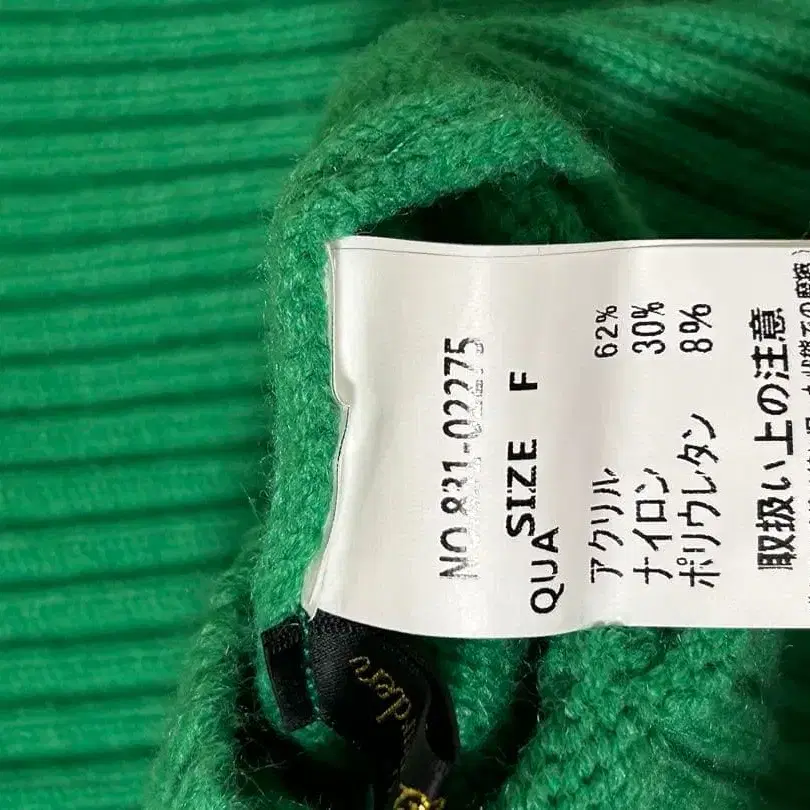 NO.831-02275
SIZE F
QUA
アクリル 62%
ナイロン 30%
ポリウレタン 8%
取扱い上の注意